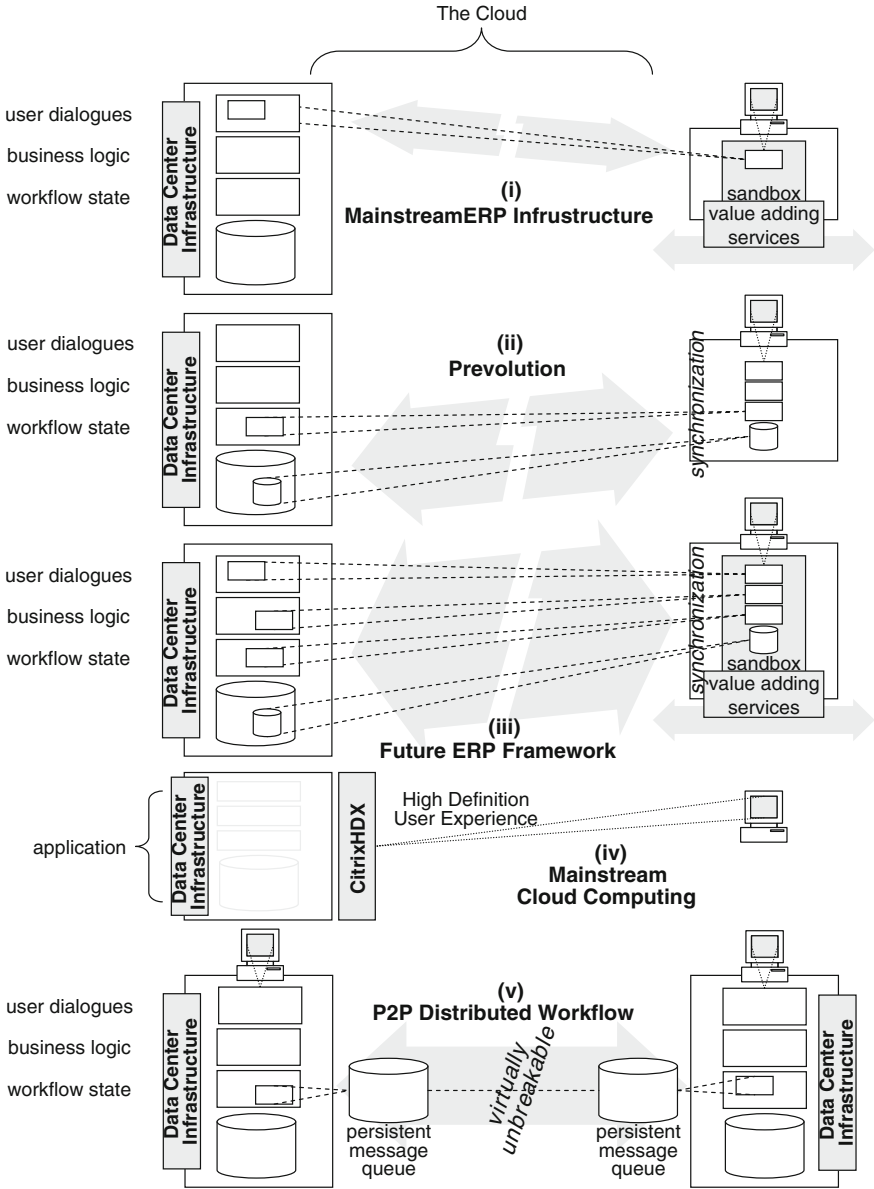 The Cloud
user dialogues
business logic
workflow state
Data Center
Infrastructure
(i)
MainstreamERP Infrustructure
sandbox
value adding
services
user dialogues
business logic
workflow state
Data Center
Infrastructure
(ii)
Prevolution
synchronization
user dialogues
business logic
workflow state
Data Center
Infrastructure
(iii)
Future ERP Framework
synchronization
sandbox
value adding
services
application
Data Center
Infrastructure
CitrixHDX
High Definition
User Experience
(iv)
Mainstream
Cloud Computing
user dialogues
business logic
workflow state
Data Center
Infrastructure
(v)
P2P Distributed Workflow
virtually
unbreakable
persistent
message
queue
persistent
message
queue
Data Center
Infrastructure